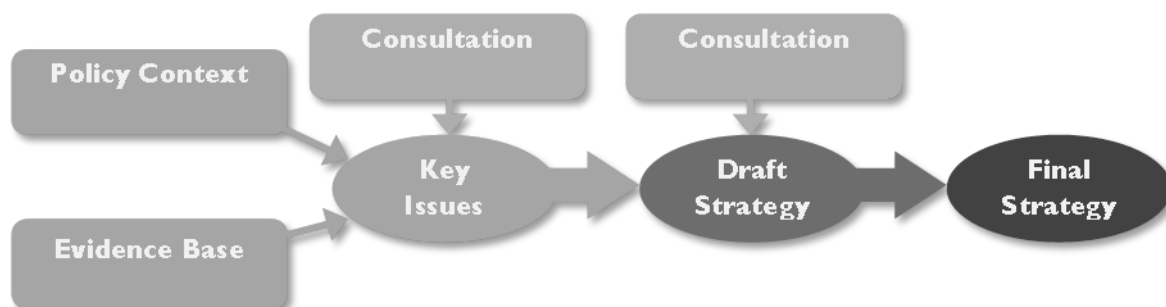 Consultation
Consultation
Policy Context
Key
Issues
Draft
Strategy
Final
Strategy
Evidence Base